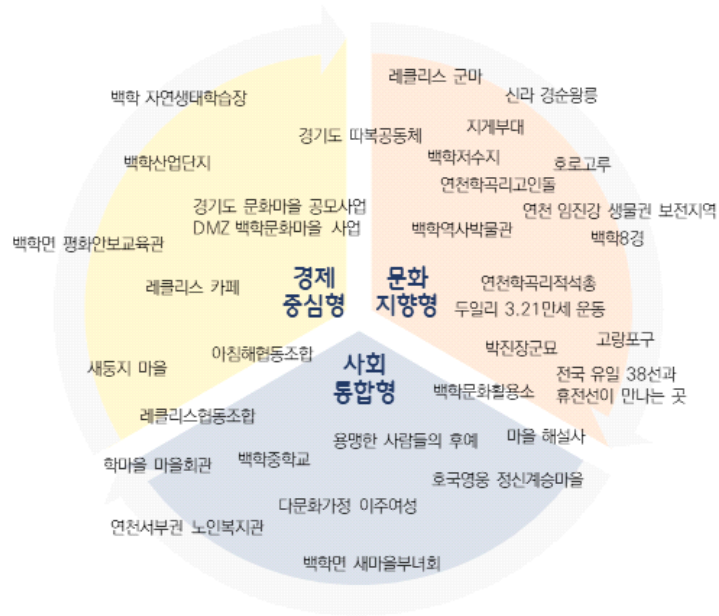 레클리스 군마
백학 자연생태학습장
신라 경순왕릉
경기도 따복공동체
지게부대
백학산업단지
백학저수지
호로고루
연천학곡리고인돌
경기도 문화마을 공모사업
DMZ 백학문화마을 사업
연천 임진강 생물권 보전지역
백학역사박물관
백학8경
백학면 평화안보교육관
레클리스 카페
경제
중심형
문화
지향형
연천학곡리적석총
두일리 3.21만세 운동
박진장군묘
고랑포구
새둥지 마을
아침해협동조합
사회
통합형
전국 유일 38선과
휴전선이 만나는 곳
백학문화활용소
레클리스협동조합
용맹한 사람들의 후예
마을 해설사
학마을 마을회관
백학중학교
호국영웅 정신계승마을
다문화가정 이주여성
연천서부권 노인복지관
백학면 새마을부녀회